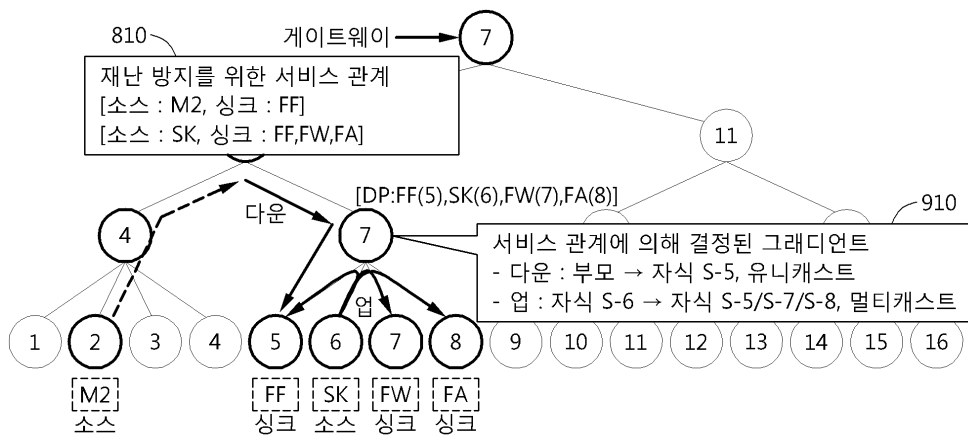 810
게이트웨이
7
재난 방지를 위한 서비스 관계
[소스 : M2, 싱크 : FF]
[소스 : SK, 싱크 : FF,FW,FA]
11
[DP:FF(5),SK(6),FW(7),FA(8)]
다운
910
4
7
서비스 관계에 의해 결정된 그래디언트
- 다운 : 부모 → 자식 S-5, 유니캐스트
- 업 : 자식 S-6 → 자식 S-5/S-7/S-8, 멀티캐스트
업
1 2 3 4 5 6 7 8 9 10 11 12 13 14 15 16
M2 FF SK FW FA
소스 싱크 소스 싱크 싱크